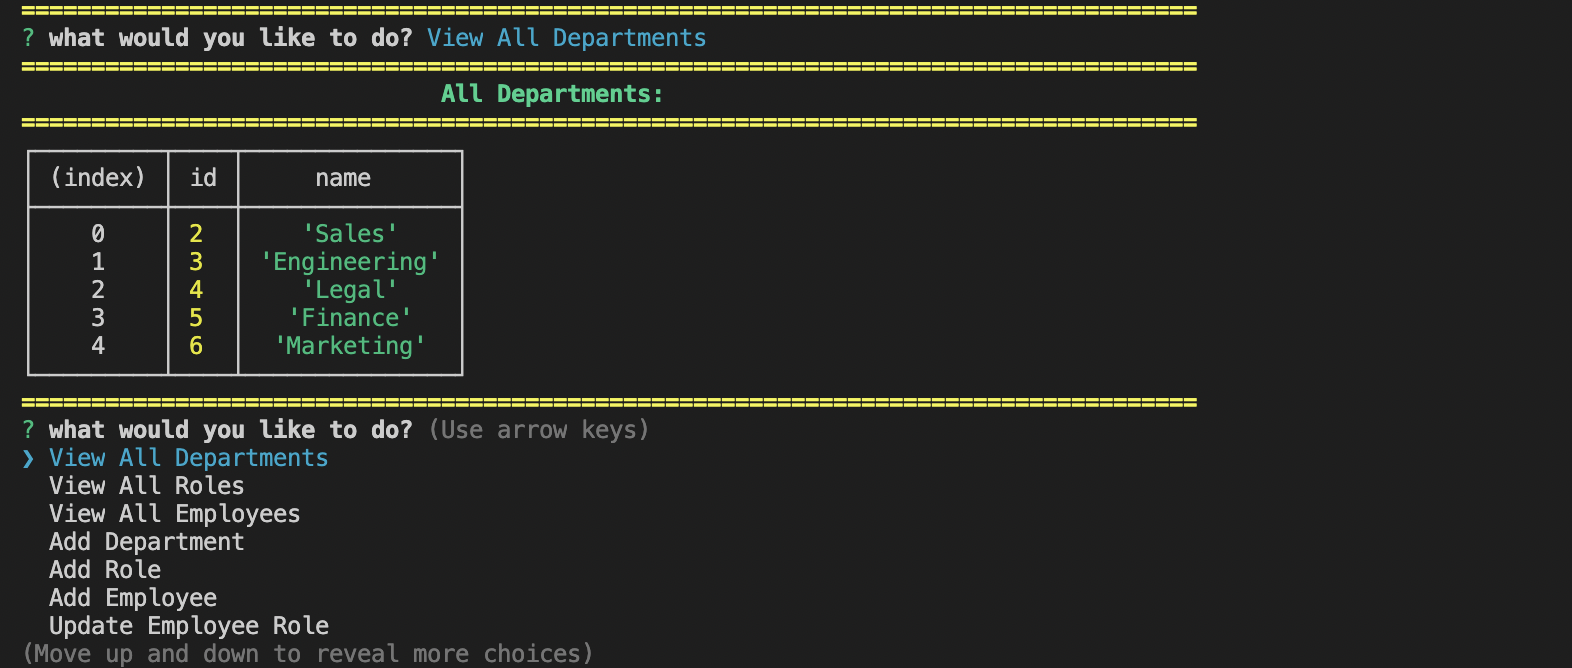 ? what would you like to do? View All Departments
All Departments:
(index) id name
0 2 'Sales'
1 3 'Engineering'
2 4 'Legal'
3 5 'Finance'
4 6 'Marketing'
? what would you like to do? (Use arrow keys)
❯ View All Departments
View All Roles
View All Employees
Add Department
Add Role
Add Employee
Update Employee Role
(Move up and down to reveal more choices)